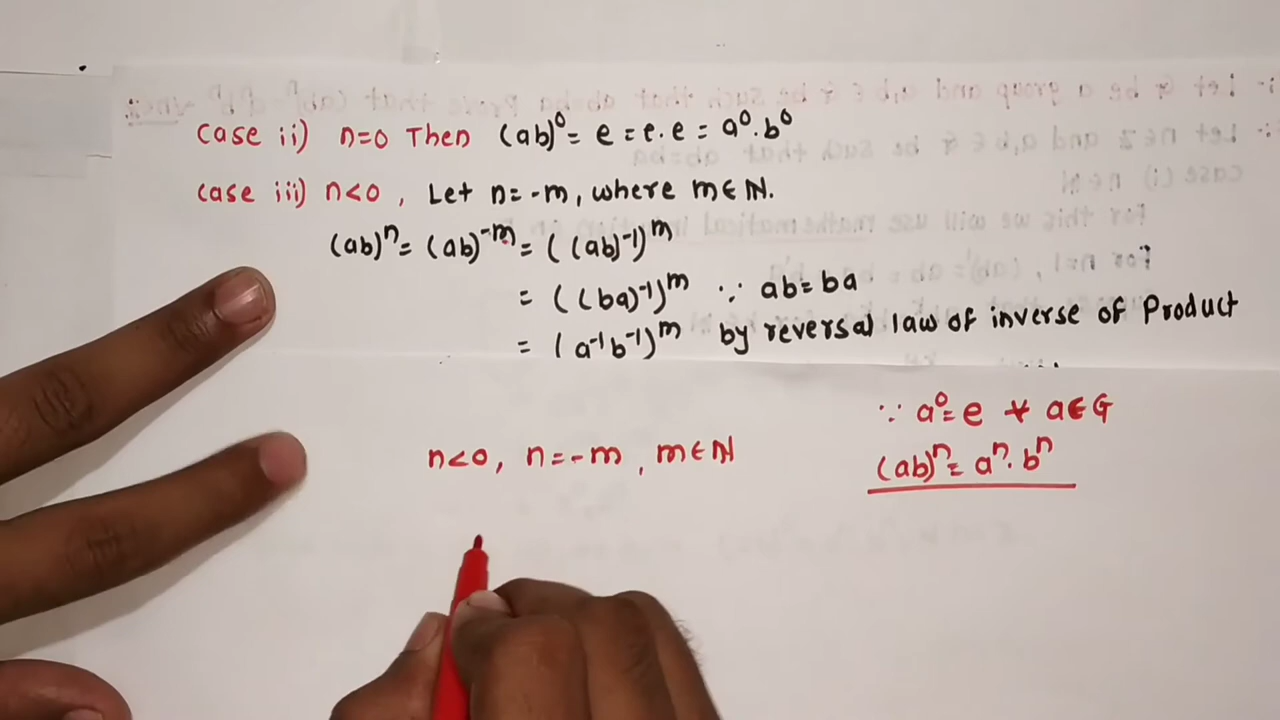 Case ii) n=0 Then (ab)⁰ = e = e.e = a⁰.b⁰
Case iii) n<0, Let n=-m, where m∈ℕ.
(ab)ⁿ = (ab)⁻ᵐ = ((ab)⁻¹)ᵐ
= ((ba)⁻¹)ᵐ ∵ ab=ba
= (a⁻¹b⁻¹)ᵐ by reversal law of inverse of Product
∵ a⁰=e ∀ a∈G
n<0, n=-m, m∈ℕ
(ab)ⁿ = aⁿ.bⁿ